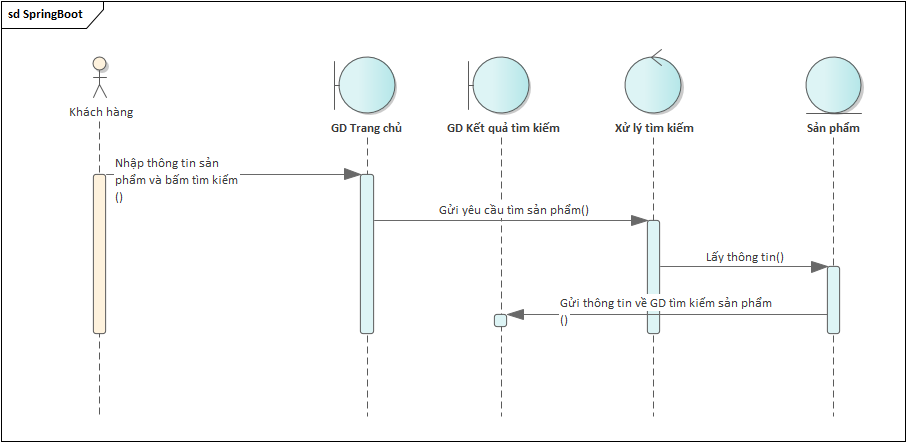 sd SpringBoot
Khách hàng
GD Trang chủ
GD Kết quả tìm kiếm
Xử lý tìm kiếm
Sản phẩm
Nhập thông tin sản
phẩm và bấm tìm kiếm
()
Gửi yêu cầu tìm sản phẩm()
Lấy thông tin()
Gửi thông tin về GD tìm kiếm sản phẩm
()